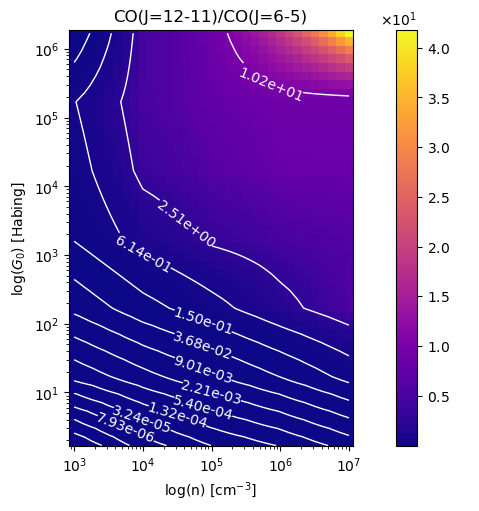 CO(J=12-11)/CO(J=6-5)
×10¹
log(G₀) [Habing]
10⁶
10⁵
10⁴
10³
10²
10¹
1.02e+01
2.51e+00
6.14e-01
1.50e-01
3.68e-02
9.01e-03
2.21e-03
5.40e-04
1.32e-04
3.24e-05
7.93e-06
10³
10⁴
10⁵
10⁶
10⁷
log(n) [cm⁻³]
4.0
3.5
3.0
2.5
2.0
1.5
1.0
0.5